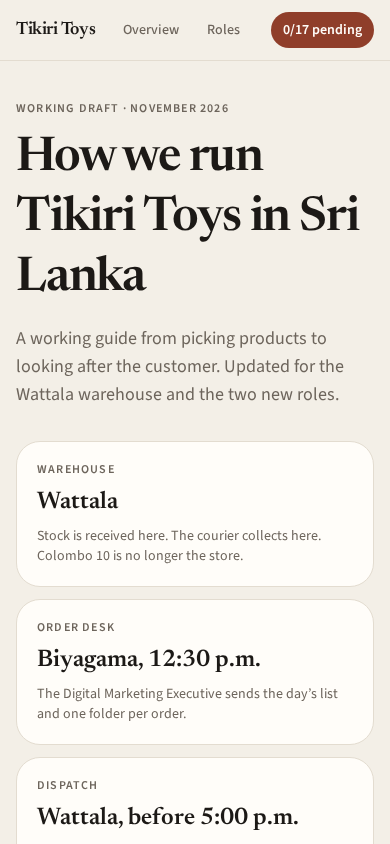 Tikiri Toys
Overview
Roles
0/17 pending
WORKING DRAFT · NOVEMBER 2026
How we run
Tikiri Toys in Sri
Lanka
A working guide from picking products to
looking after the customer. Updated for the
Wattala warehouse and the two new roles.
WAREHOUSE
Wattala
Stock is received here. The courier collects here.
Colombo 10 is no longer the store.
ORDER DESK
Biyagama, 12:30 p.m.
The Digital Marketing Executive sends the day’s list
and one folder per order.
DISPATCH
Wattala, before 5:00 p.m.